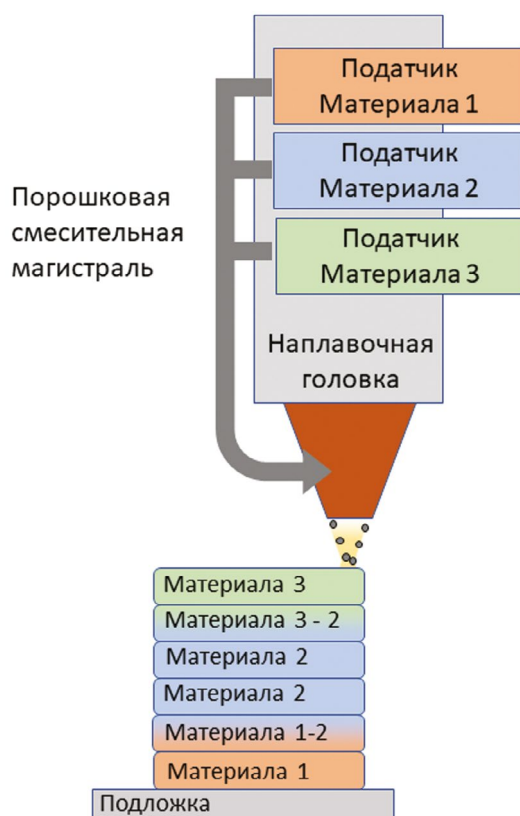 Податчик
Материала 1
Податчик
Материала 2
Податчик
Материала 3
Порошковая
смесительная
магистраль
Наплавочная
головка
Материала 3
Материала 3 - 2
Материала 2
Материала 2
Материала 1-2
Материала 1
Подложка